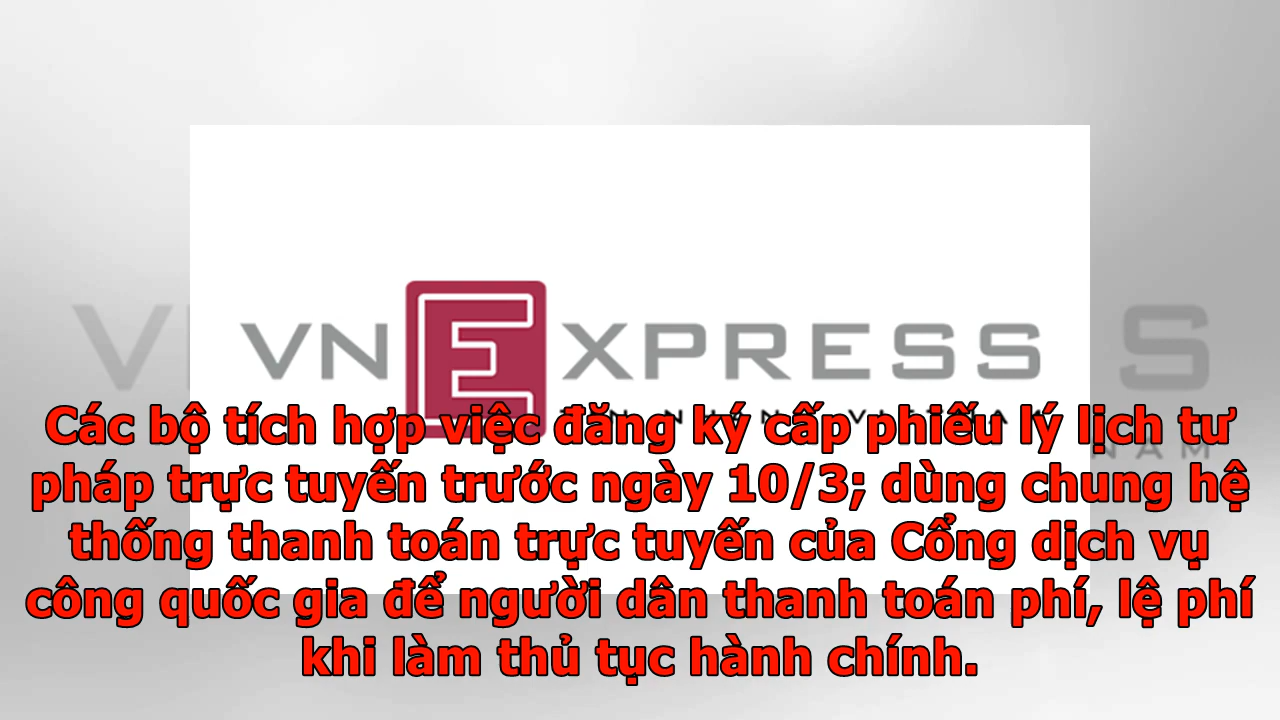 VNEXPRESS
Các bộ tích hợp việc đăng ký cấp phiếu lý lịch tư
pháp trực tuyến trước ngày 10/3; dùng chung hệ
thống thanh toán trực tuyến của Cổng dịch vụ
công quốc gia để người dân thanh toán phí, lệ phí
khi làm thủ tục hành chính.